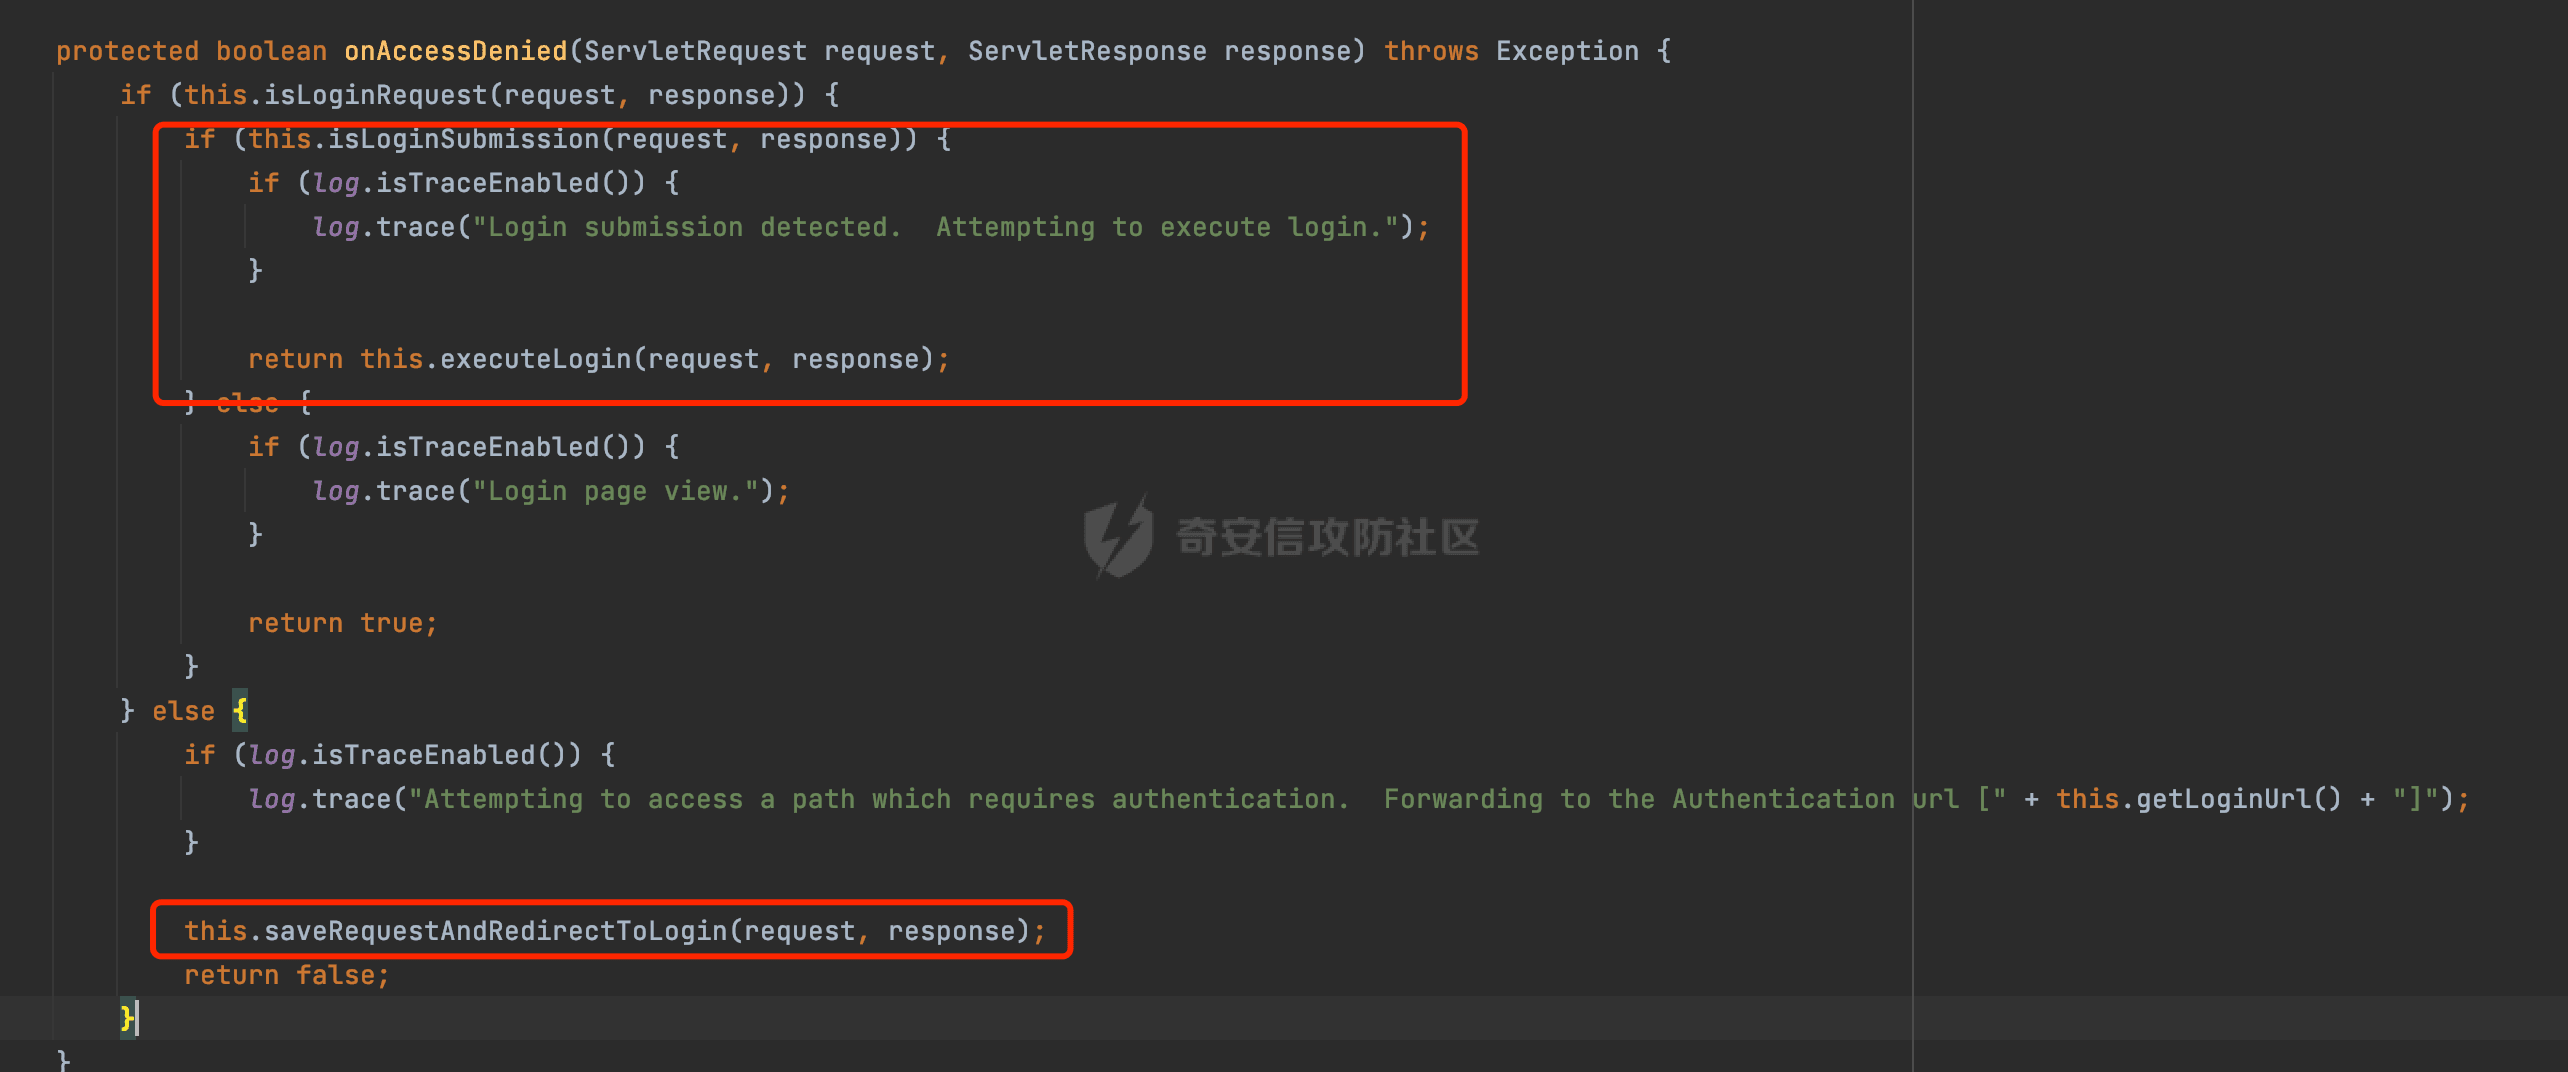 protected boolean onAccessDenied(ServletRequest request, ServletResponse response) throws Exception {
if (this.isLoginRequest(request, response)) {
if (this.isLoginSubmission(request, response)) {
if (log.isTraceEnabled()) {
log.trace("Login submission detected.  Attempting to execute login.");
}
return this.executeLogin(request, response);
} else {
if (log.isTraceEnabled()) {
log.trace("Login page view.");
}
奇安信攻防社区
return true;
}
} else {
if (log.isTraceEnabled()) {
log.trace("Attempting to access a path which requires authentication.  Forwarding to the Authentication url [" + this.getLoginUrl() + "]");
}
this.saveRequestAndRedirectToLogin(request, response);
return false;
}
}